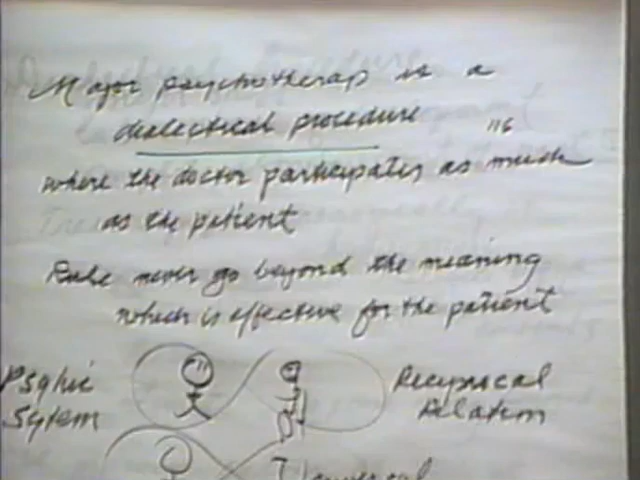 Major psychotherap is a
dialectical procedure 116
where the doctor participates as much
as the patient
Rule never go beyond the meaning
which is effective for the patient
Psychic Reciprocal
System Relation